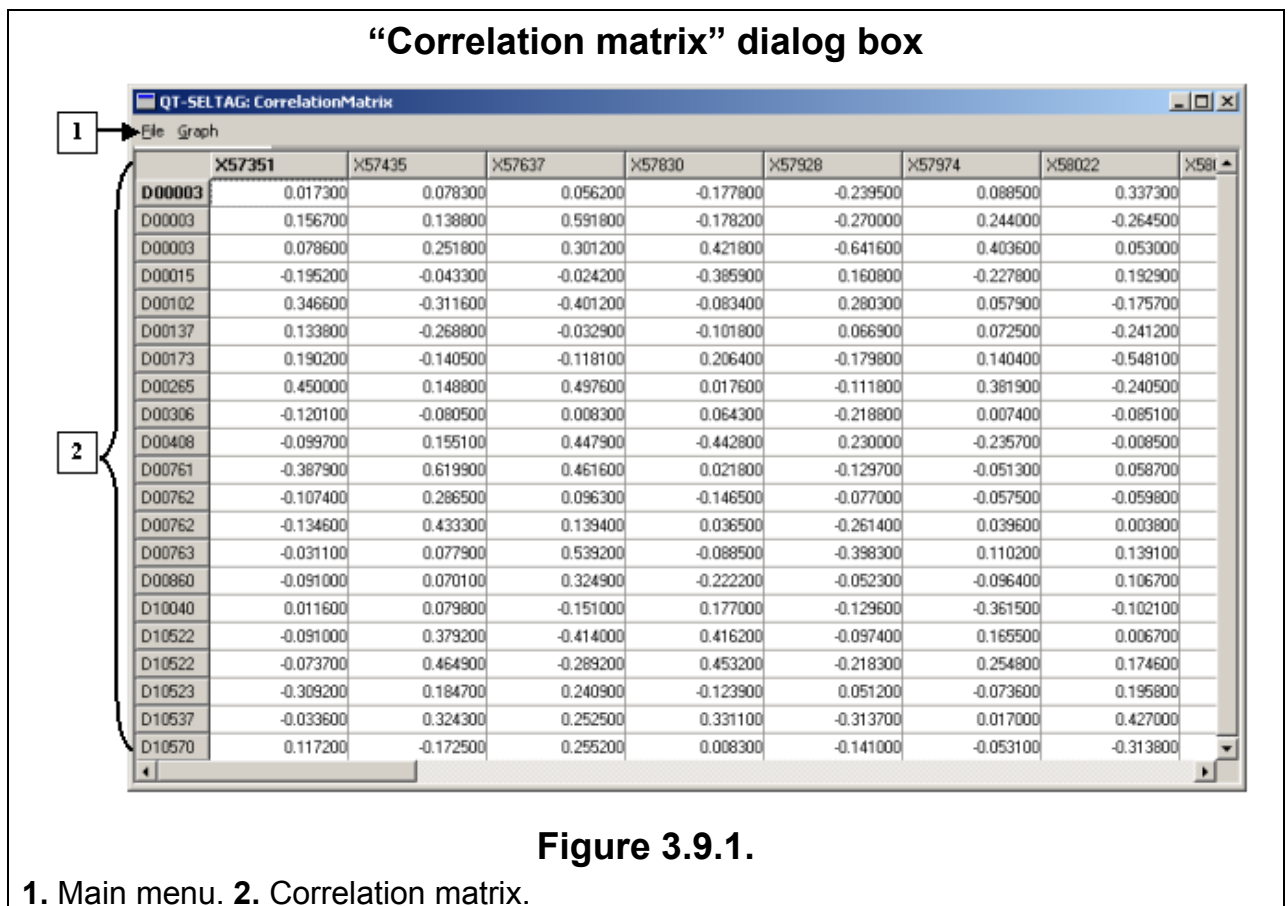 “Correlation matrix” dialog box
QT-SELTAG: CorrelationMatrix
1
File Graph
X57351 X57435 X57637 X57830 X57928 X57974 X58022
D00003 0.017300 0.078300 0.056200 -0.177800 -0.239500 0.088500 0.337300
D00003 0.156700 0.138800 0.591800 -0.178200 -0.270000 0.244000 -0.264500
D00003 0.078600 0.251800 0.301200 0.421800 -0.641600 0.403600 0.053000
D00015 -0.195200 -0.043300 -0.024200 -0.385900 0.160800 -0.227800 0.192900
D00102 0.346600 -0.311600 -0.401200 -0.083400 0.280300 0.057900 -0.175700
D00137 0.133800 -0.268800 -0.032900 -0.101800 0.066900 0.072500 -0.241200
D00173 0.190200 -0.140500 -0.118100 0.206400 -0.179800 0.140400 -0.548100
D00265 0.450000 0.148800 0.497600 0.017600 -0.111800 0.381900 -0.240500
D00306 -0.120100 -0.080500 0.008300 0.064300 -0.218800 0.007400 -0.085100
D00408 -0.099700 0.155100 0.447900 -0.442800 0.230000 -0.235700 -0.008500
2
D00761 -0.387900 0.619900 0.461600 0.021800 -0.129700 -0.051300 0.058700
D00762 -0.107400 0.286500 0.096300 -0.146500 -0.077000 -0.057500 -0.059800
D00762 -0.134600 0.433300 0.139400 0.036500 -0.261400 0.039600 0.003800
D00763 -0.031100 0.077900 0.539200 -0.088500 -0.398300 0.110200 0.139100
D00860 -0.091000 0.070100 0.324900 -0.222200 -0.052300 -0.096400 0.106700
D10040 0.011600 0.079800 -0.151000 0.177000 -0.129600 -0.361500 -0.102100
D10522 -0.091000 0.379200 -0.414000 0.416200 -0.097400 0.165500 0.006700
D10522 -0.073700 0.464900 -0.289200 0.453200 -0.218300 0.254800 0.174600
D10523 -0.309200 0.184700 0.240900 -0.123900 0.051200 -0.073600 0.195800
D10537 -0.033600 0.324300 0.252500 0.331100 -0.313700 0.017000 0.427000
D10570 0.117200 -0.172500 0.255200 0.008300 -0.141000 -0.053100 -0.313800
Figure 3.9.1.
1. Main menu. 2. Correlation matrix.